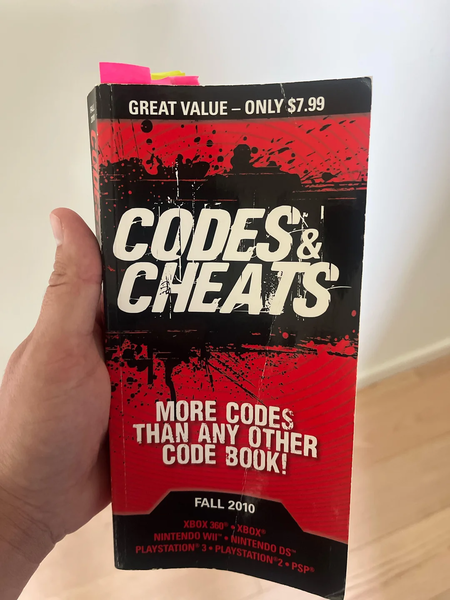 GREAT VALUE – ONLY $7.99
CODES &
CHEATS
MORE CODES
THAN ANY OTHER
CODE BOOK!
FALL 2010
XBOX 360® • XBOX®
NINTENDO WII™ • NINTENDO DS™
PLAYSTATION®3 • PLAYSTATION®2 • PSP®